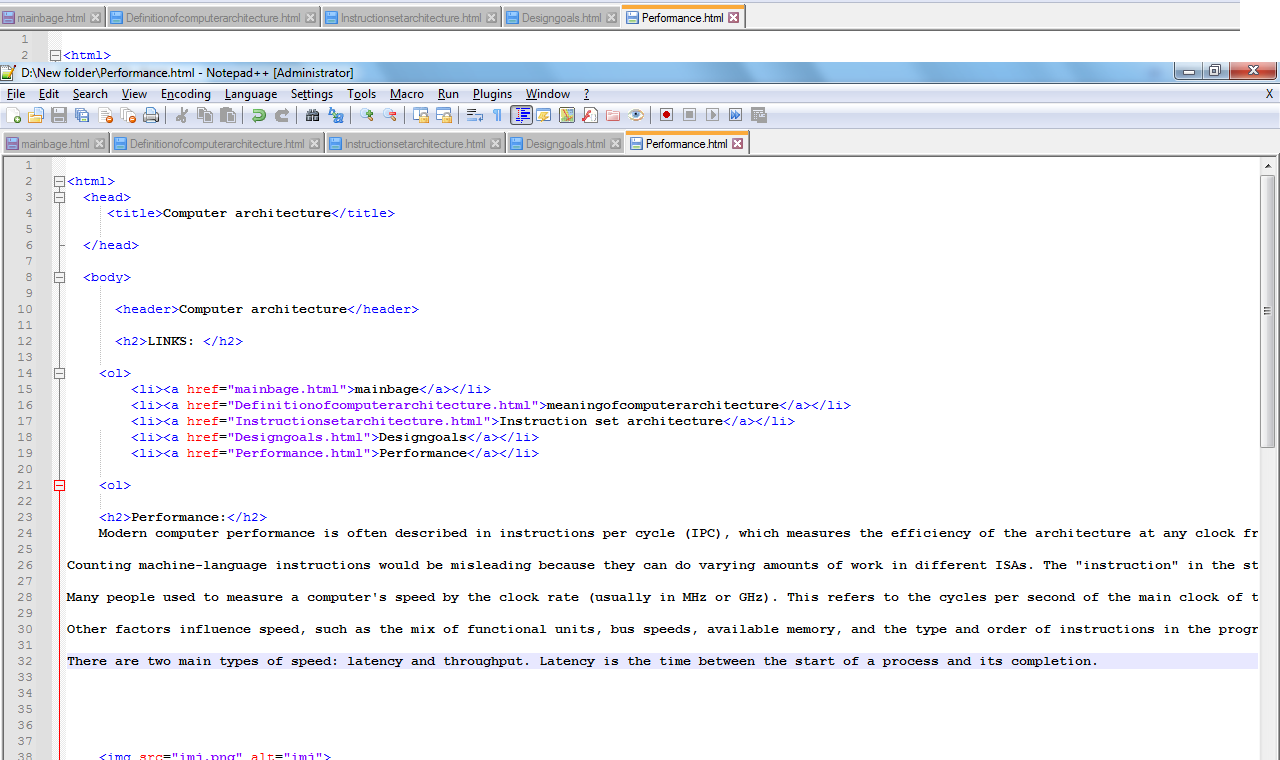 mainbage.html Definitionofcomputerarchitecture.html Instructionsetarchitecture.html Designgoals.html Performance.html
1
2 <html>
D:\New folder\Performance.html - Notepad++ [Administrator]
File Edit Search View Encoding Language Settings Tools Macro Run Plugins Window ? X
mainbage.html Definitionofcomputerarchitecture.html Instructionsetarchitecture.html Designgoals.html Performance.html
1
2 <html>
3 <head>
4 <title>Computer architecture</title>
5
6 </head>
7
8 <body>
9
10 <header>Computer architecture</header>
11
12 <h2>LINKS: </h2>
13
14 <ol>
15 <li><a href="mainbage.html">mainbage</a></li>
16 <li><a href="Definitionofcomputerarchitecture.html">meaningofcomputerarchitecture</a></li>
17 <li><a href="Instructionsetarchitecture.html">Instruction set architecture</a></li>
18 <li><a href="Designgoals.html">Designgoals</a></li>
19 <li><a href="Performance.html">Performance</a></li>
20
21 <ol>
22
23 <h2>Performance:</h2>
24 Modern computer performance is often described in instructions per cycle (IPC), which measures the efficiency of the architecture at any clock fr
25
26 Counting machine-language instructions would be misleading because they can do varying amounts of work in different ISAs. The "instruction" in the st
27
28 Many people used to measure a computer's speed by the clock rate (usually in MHz or GHz). This refers to the cycles per second of the main clock of t
29
30 Other factors influence speed, such as the mix of functional units, bus speeds, available memory, and the type and order of instructions in the progr
31
32 There are two main types of speed: latency and throughput. Latency is the time between the start of a process and its completion.
33
34
35
36
37
38 <img src="imj.png" alt="imj">